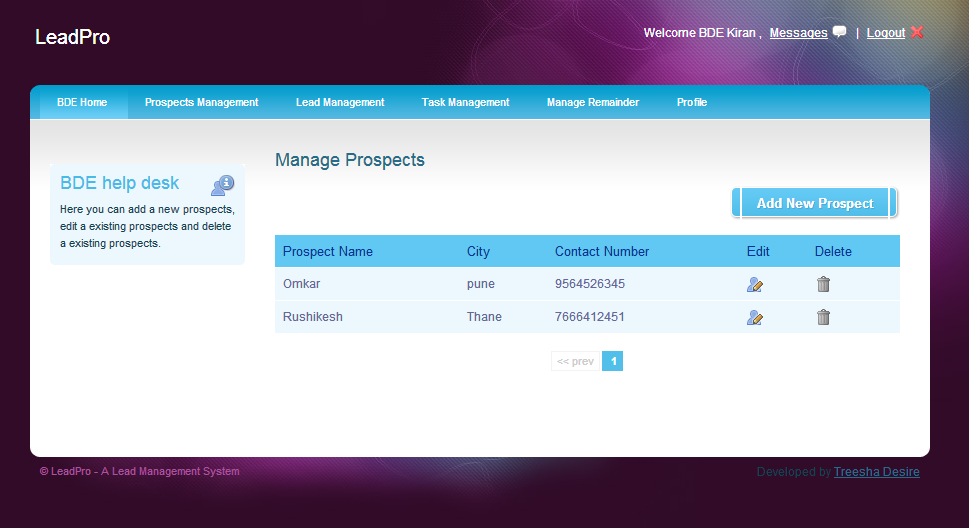 LeadPro
Welcome BDE Kiran , Messages | Logout
BDE Home Prospects Management Lead Management Task Management Manage Remainder Profile
BDE help desk
Here you can add a new prospects,
edit a existing prospects and delete
a existing prospects.
Manage Prospects
Add New Prospect
Prospect Name City Contact Number Edit Delete
Omkar pune 9564526345
Rushikesh Thane 7666412451
<< prev 1
© LeadPro - A Lead Management System
Developed by Treesha Desire